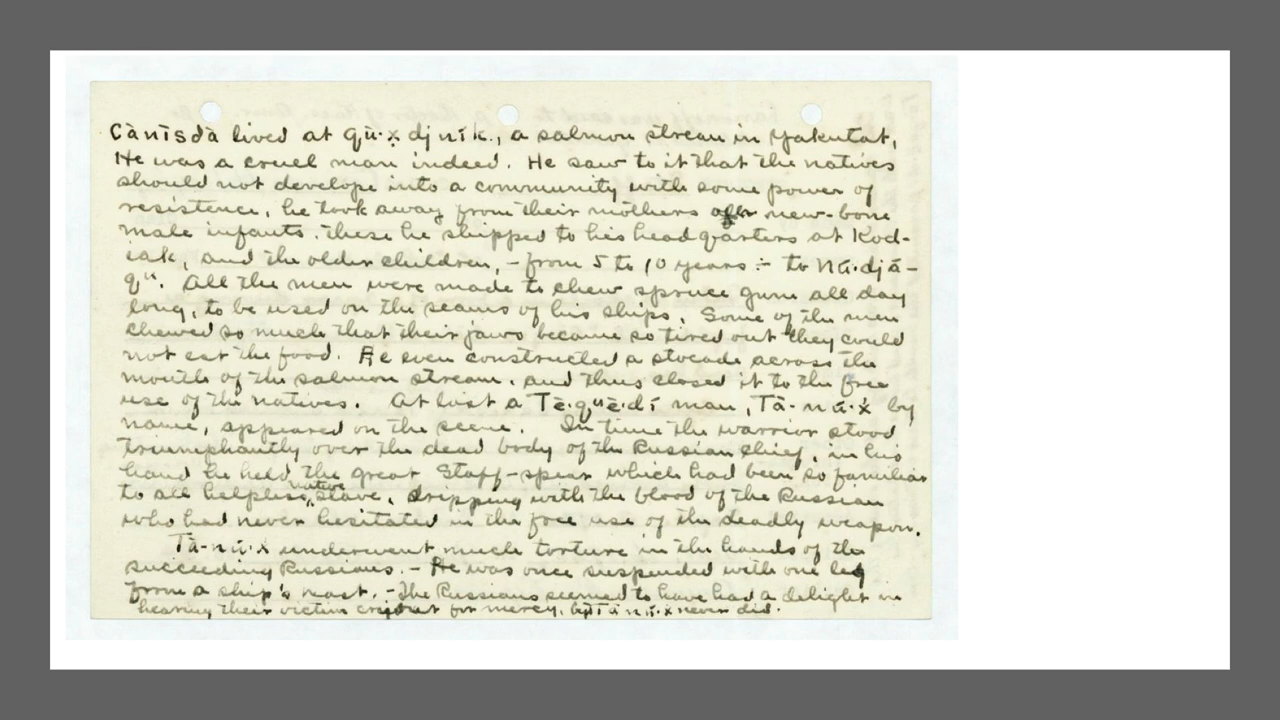 Cànīsdà lived at qū·x̣djnīk., a salmon stream in Yakutat,
He was a cruel man indeed. He saw to it that the natives
should not develope into a community with some power of
resistence, he took away from their mothers new-bone
male infants. These he shipped to his headqarters at Kod-
iak, and the older children, - from 5 to 10 years :- to nū·djā-
qu. All the men were made to chew spruce gum all day
long, to be used on the seams of his ships. Some of the men
chewed so much that their jaws became so tired out they could
not eat the food. He even constructed a stocade across the
mouth of the salmon stream. and thus closed it to the free
use of the natives. At last a Tē·qᵘē·dí man, Tā-nū·x̣ by
name, appeared on the scene. In time the warrior stood
triumphantly over the dead body of the Russian chief, in his
hand he held the great Staff-spear which had been so familiar
to all helpless native slave, dripping with the blood of the Russian
who had never hesitated in the free use of the deadly weapon.
Tā-nū·x̣ underwent much torture in the hands of the
succeeding Russians. - He was once suspended with one leg
from a ship's mast. - The Russians seemed to have had a delight in
hearing their victim cry out for mercy, but Tā nū·x never did.